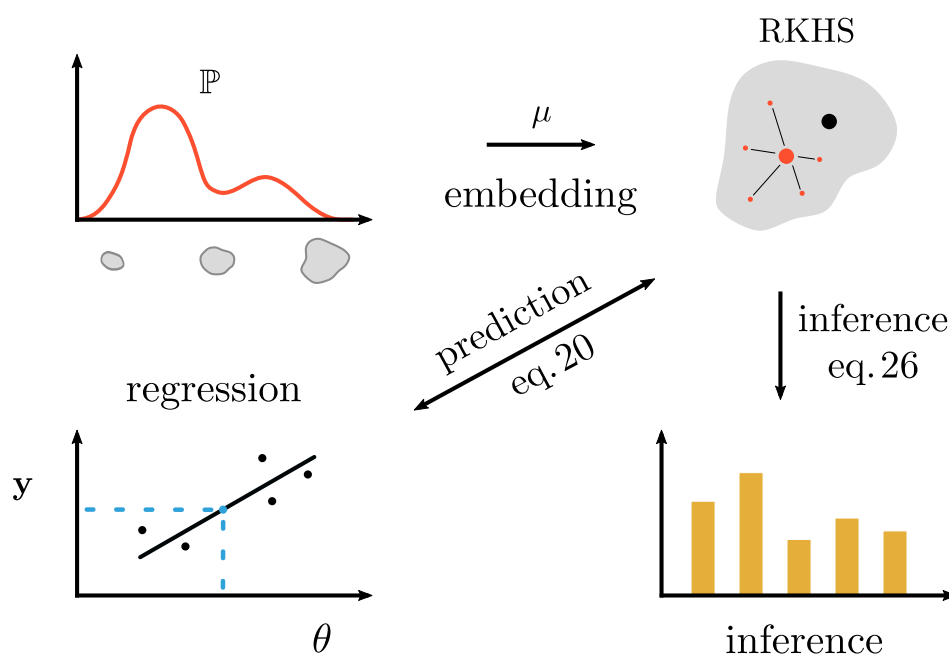 RKHS
ℙ
μ
embedding
prediction
eq. 20
inference
eq. 26
regression
y
θ
inference